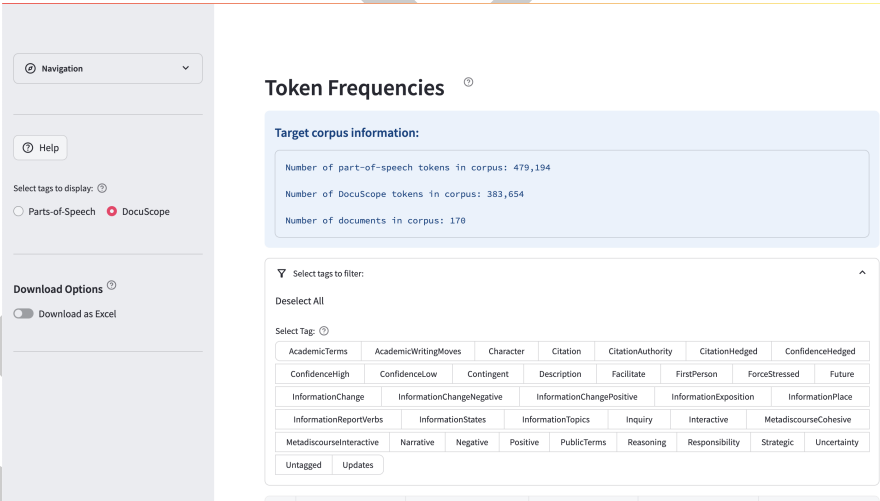 Navigation
Help
Select tags to display:
Parts-of-Speech DocuScope
Download Options
Download as Excel
Token Frequencies
Target corpus information:
Number of part-of-speech tokens in corpus: 479,194
Number of DocuScope tokens in corpus: 383,654
Number of documents in corpus: 170
Select tags to filter:
Deselect All
Select Tag:
AcademicTerms AcademicWritingMoves Character Citation CitationAuthority CitationHedged ConfidenceHedged
ConfidenceHigh ConfidenceLow Contingent Description Facilitate FirstPerson ForceStressed Future
InformationChange InformationChangeNegative InformationChangePositive InformationExposition InformationPlace
InformationReportVerbs InformationStates InformationTopics Inquiry Interactive MetadiscourseCohesive
MetadiscourseInteractive Narrative Negative Positive PublicTerms Reasoning Responsibility Strategic Uncertainty
Untagged Updates